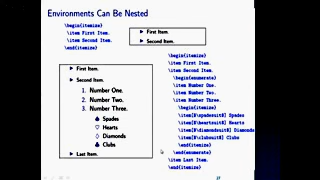 Environments Can Be Nested
\begin{itemize}
\item First Item.
\item Second Item.
\end{itemize}
► First Item.
► Second Item.
► First Item.
► Second Item.
1. Number One.
2. Number Two.
3. Number Three.
♠ Spades
♡ Hearts
♢ Diamonds
♣ Clubs
► Last Item.
\begin{itemize}
\item First Item.
\item Second Item.
\begin{enumerate}
\item Number One.
\item Number Two.
\item Number Three.
\begin{itemize}
\item[$\spadesuit$] Spades
\item[$\heartsuit$] Hearts
\item[$\diamondsuit$] Diamonds
\item[$\clubsuit$] Clubs
\end{itemize}
\end{enumerate}
\item Last Item.
\end{itemize}